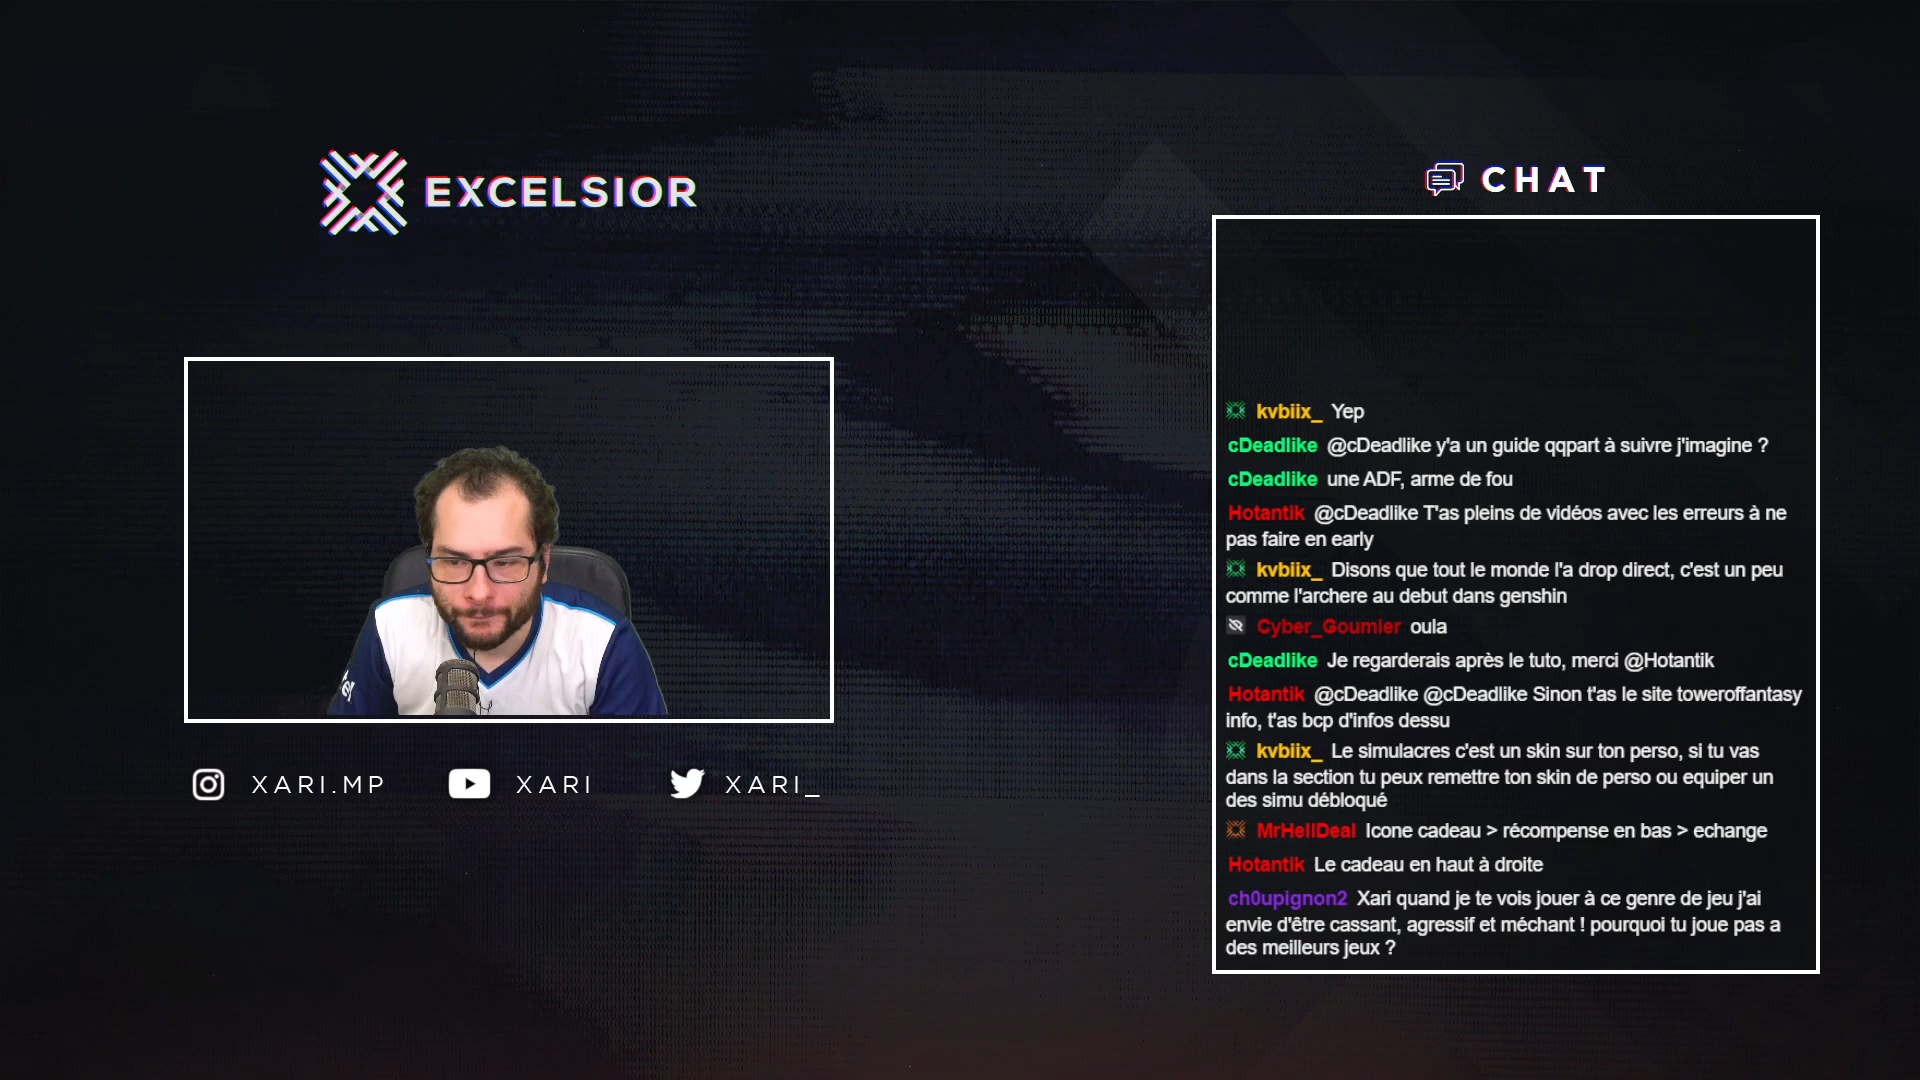 EXCELSIOR
CHAT
kvbiix_ Yep
cDeadlike @cDeadlike y'a un guide qqpart à suivre j'imagine ?
cDeadlike une ADF, arme de fou
Hotantik @cDeadlike T'as pleins de vidéos avec les erreurs à ne
pas faire en early
kvbiix_ Disons que tout le monde l'a drop direct, c'est un peu
comme l'archere au debut dans genshin
Cyber_Goumier oula
cDeadlike Je regarderais après le tuto, merci @Hotantik
Hotantik @cDeadlike @cDeadlike Sinon t'as le site toweroffantasy
info, t'as bcp d'infos dessu
kvbiix_ Le simulacres c'est un skin sur ton perso, si tu vas
dans la section tu peux remettre ton skin de perso ou equiper un
des simu débloqué
MrHellDeal Icone cadeau > récompense en bas > echange
Hotantik Le cadeau en haut à droite
ch0upignon2 Xari quand je te vois jouer à ce genre de jeu j'ai
envie d'être cassant, agressif et méchant ! pourquoi tu joue pas a
des meilleurs jeux ?
XARI.MP
XARI
XARI_